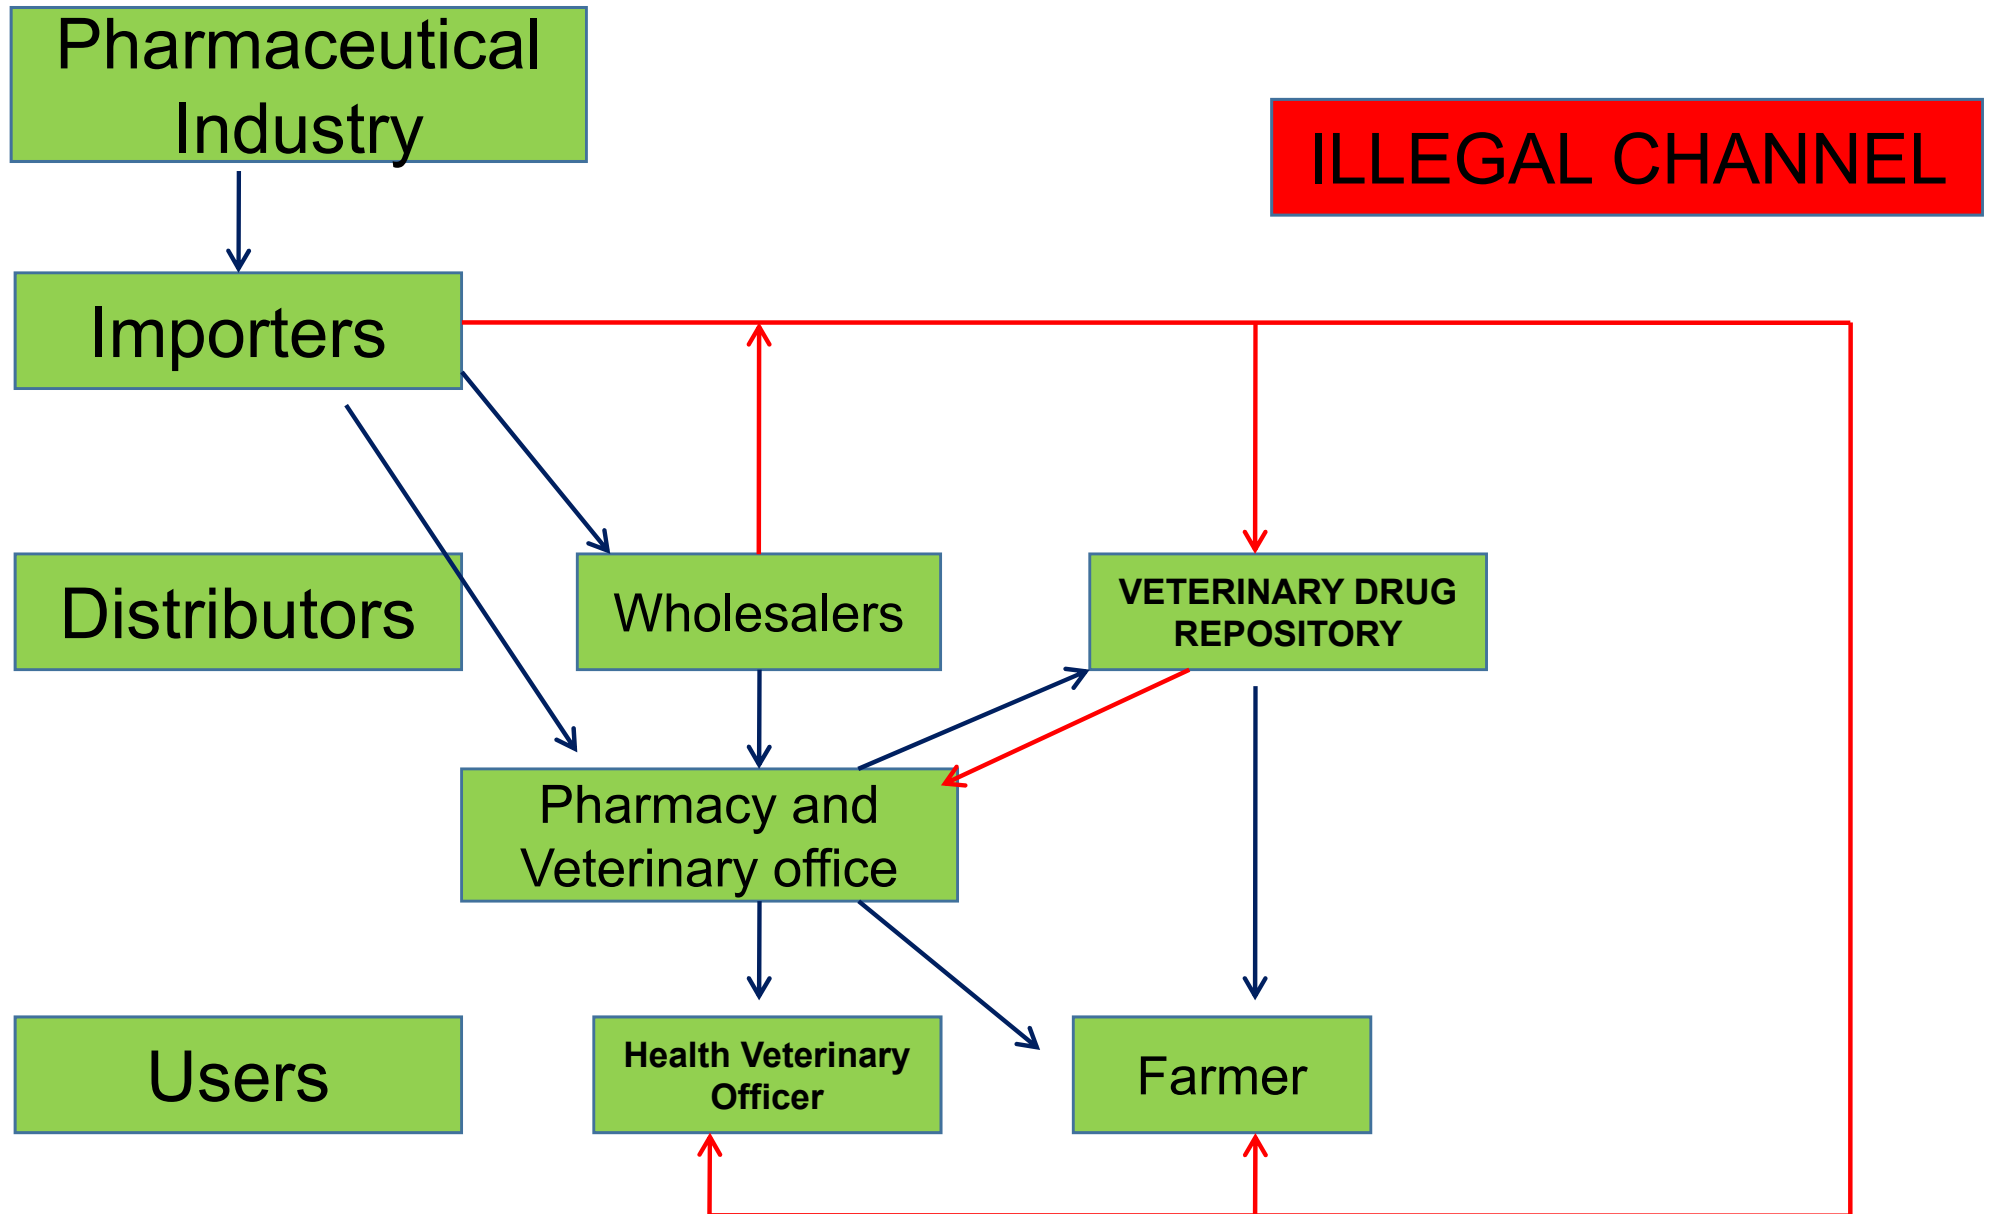 Pharmaceutical
Industry
ILLEGAL CHANNEL
Importers
Distributors
Wholesalers
VETERINARY DRUG
REPOSITORY
Pharmacy and
Veterinary office
Users
Health Veterinary
Officer
Farmer